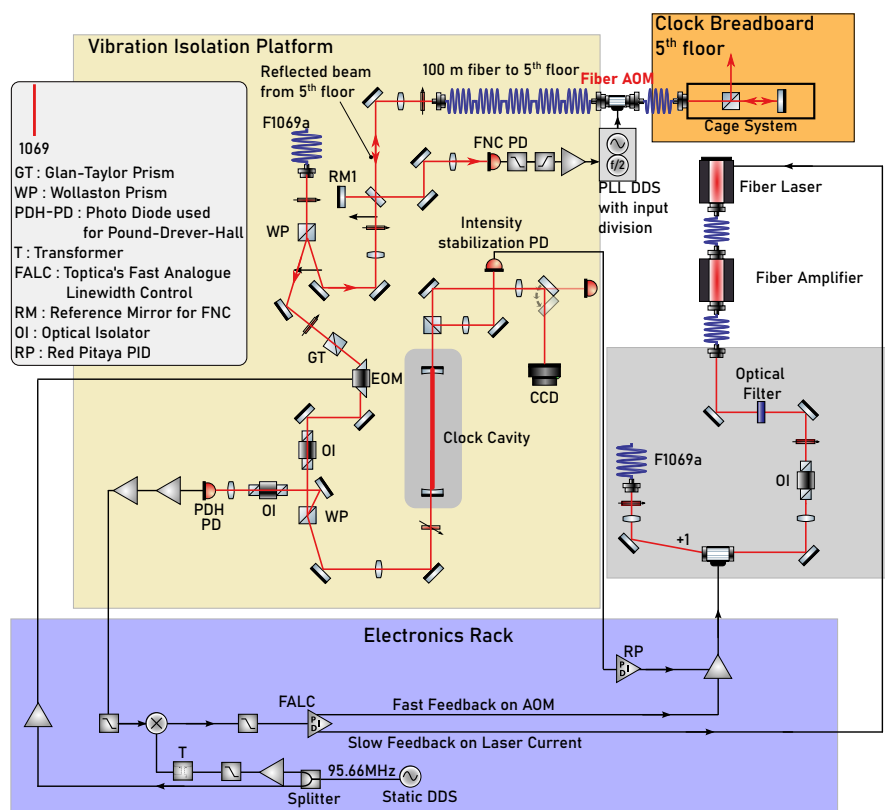 Vibration Isolation Platform
Clock Breadboard
5th floor
Reflected beam
from 5th floor
100 m fiber to 5th floor
Fiber AOM
Cage System
F1069a
1069
GT : Glan-Taylor Prism
WP : Wollaston Prism
PDH-PD : Photo Diode used
for Pound-Drever-Hall
T : Transformer
FALC : Toptica's Fast Analogue
Linewidth Control
RM : Reference Mirror for FNC
OI : Optical Isolator
RP : Red Pitaya PID
RM1
FNC PD
f/2
PLL DDS
with input
division
Fiber Laser
WP
Intensity
stabilization PD
Fiber Amplifier
GT
EOM
CCD
Optical
Filter
OI
Clock Cavity
F1069a
OI
PDH
PD
OI
WP
+1
Electronics Rack
RP
P
I
D
FALC
P
I
D
Fast Feedback on AOM
Slow Feedback on Laser Current
T
95.66MHz
Splitter
Static DDS